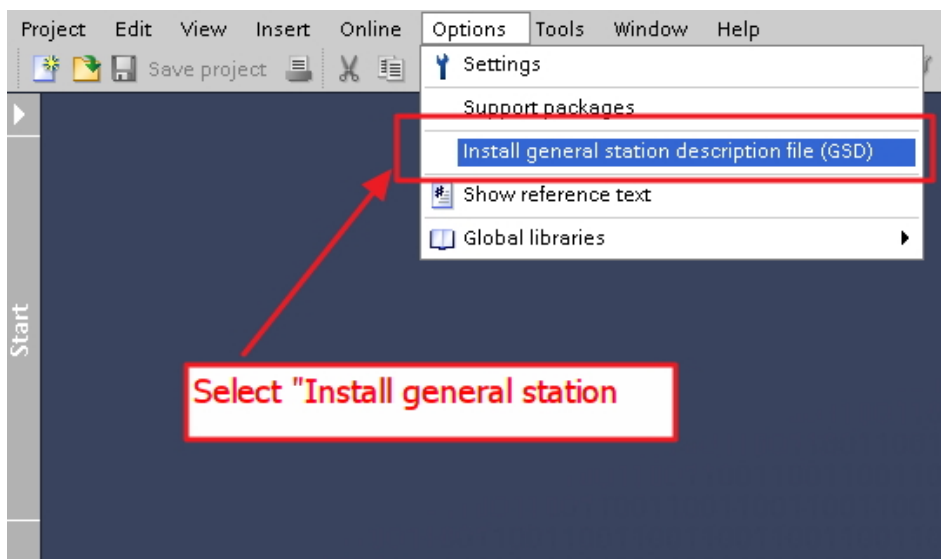 Project Edit View Insert Online Options Tools Window Help
Save project
Settings
Support packages
Install general station description file (GSD)
Show reference text
Global libraries
Start
Select "Install general station